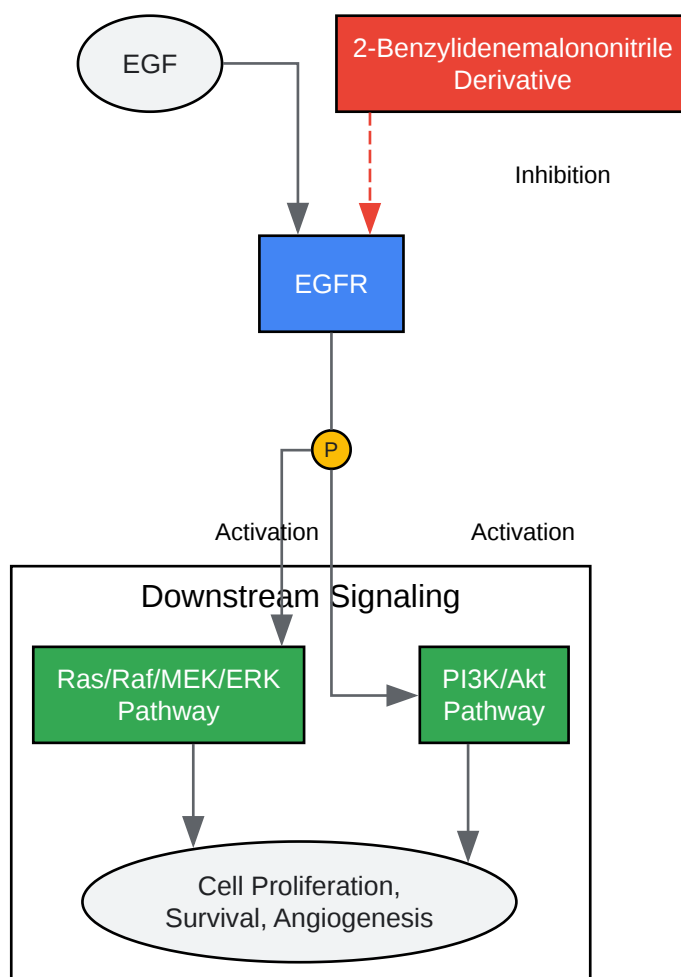 EGF
2-Benzylidenemalononitrile
Derivative
Inhibition
EGFR
P
Activation
Activation
Downstream Signaling
Ras/Raf/MEK/ERK
Pathway
PI3K/Akt
Pathway
Cell Proliferation,
Survival, Angiogenesis